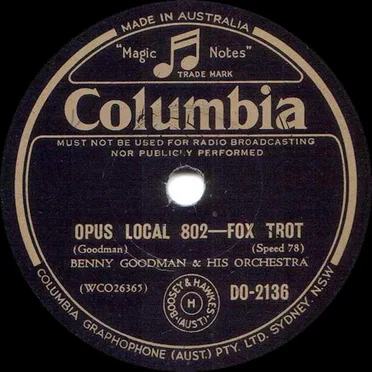 MADE IN AUSTRALIA
"Magic Notes"
TRADE MARK
Columbia
MUST NOT BE USED FOR RADIO BROADCASTING
NOR PUBLICLY PERFORMED
OPUS LOCAL 802—FOX TROT
(Goodman) (Speed 78)
BENNY GOODMAN & HIS ORCHESTRA
(WCO26365) DO-2136
BOOSEY & HAWKES
H
(AUST.)
COLUMBIA GRAPHOPHONE (AUST.) PTY. LTD. SYDNEY. N.S.W.